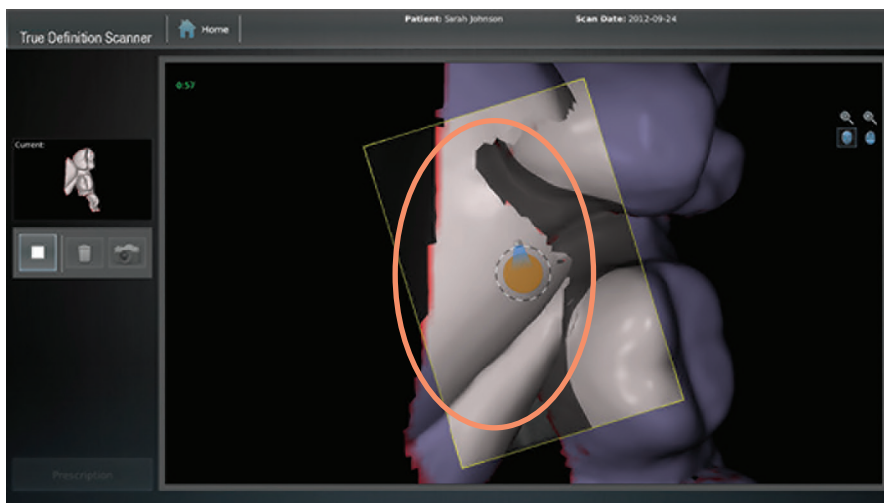 True Definition Scanner
Home
Patient: Sarah Johnson
Scan Date: 2012-09-24
0:57
Current:
Prescription